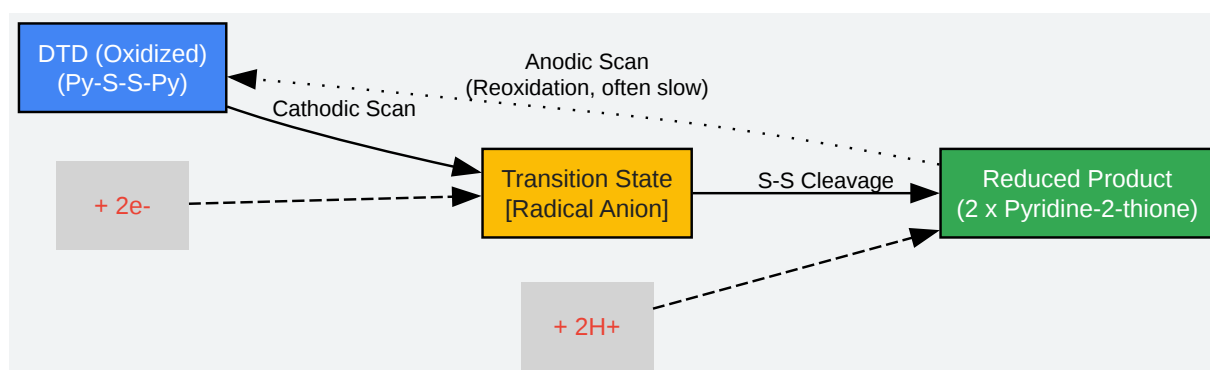 DTD (Oxidized)
(Py-S-S-Py)
Anodic Scan
(Reoxidation, often slow)
Cathodic Scan
+ 2e-
Transition State
[Radical Anion]
S-S Cleavage
Reduced Product
(2 x Pyridine-2-thione)
+ 2H+